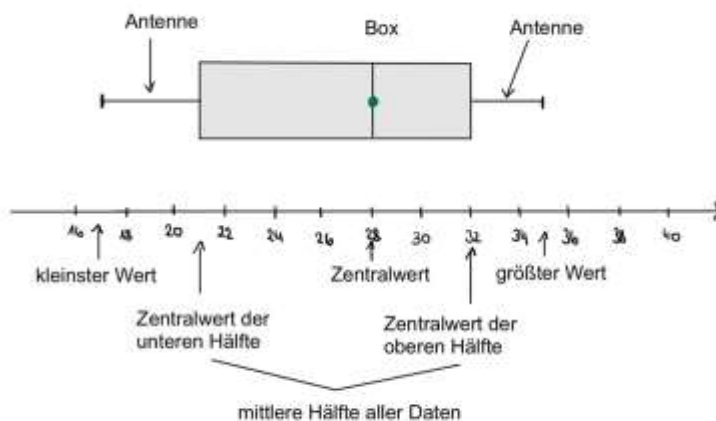 Antenne Box Antenne
16 18 20 22 24 26 28 30 32 34 36 38 40
kleinster Wert Zentralwert größter Wert
Zentralwert der
unteren Hälfte
Zentralwert der
oberen Hälfte
mittlere Hälfte aller Daten